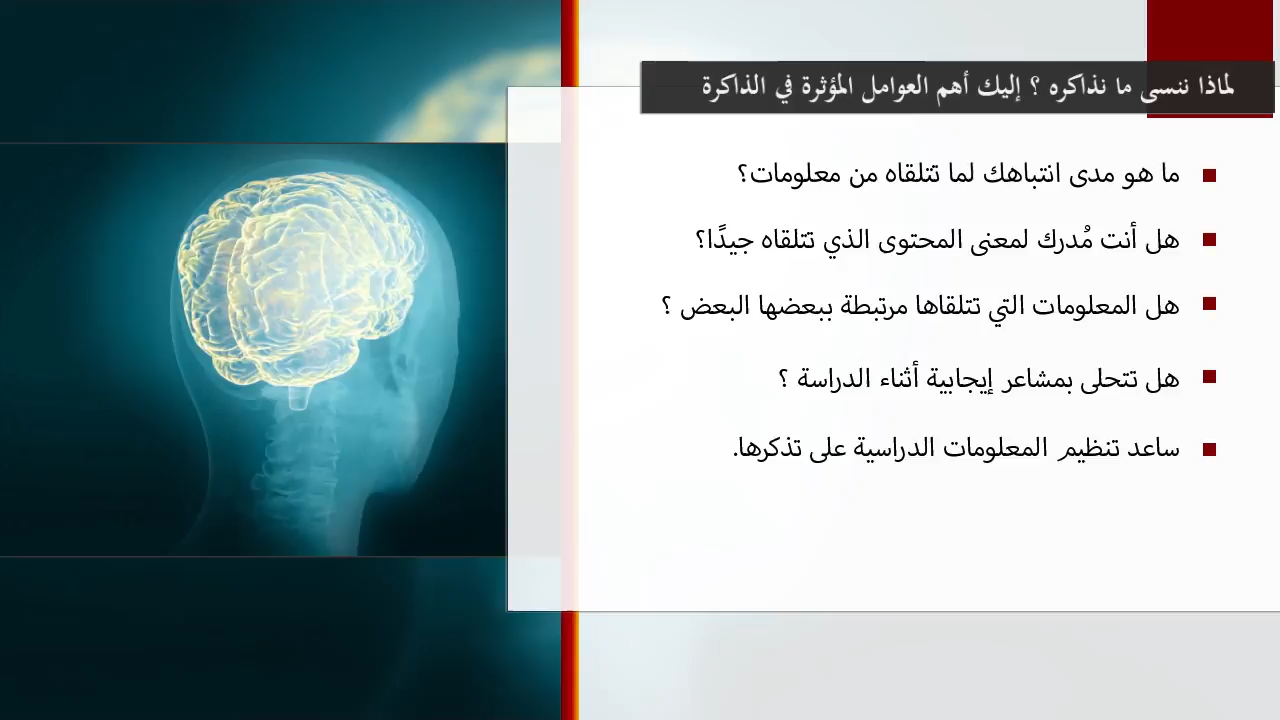 لماذا ننسى ما نذاكره ؟ إليك أهم العوامل المؤثرة في الذاكرة
ما هو مدى انتباهك لما تتلقاه من معلومات؟
هل أنت مُدرك لمعنى المحتوى الذي تتلقاه جيدًا؟
هل المعلومات التي تتلقاها مرتبطة ببعضها البعض ؟
هل تتحلى بمشاعر إيجابية أثناء الدراسة ؟
ساعد تنظيم المعلومات الدراسية على تذكرها.